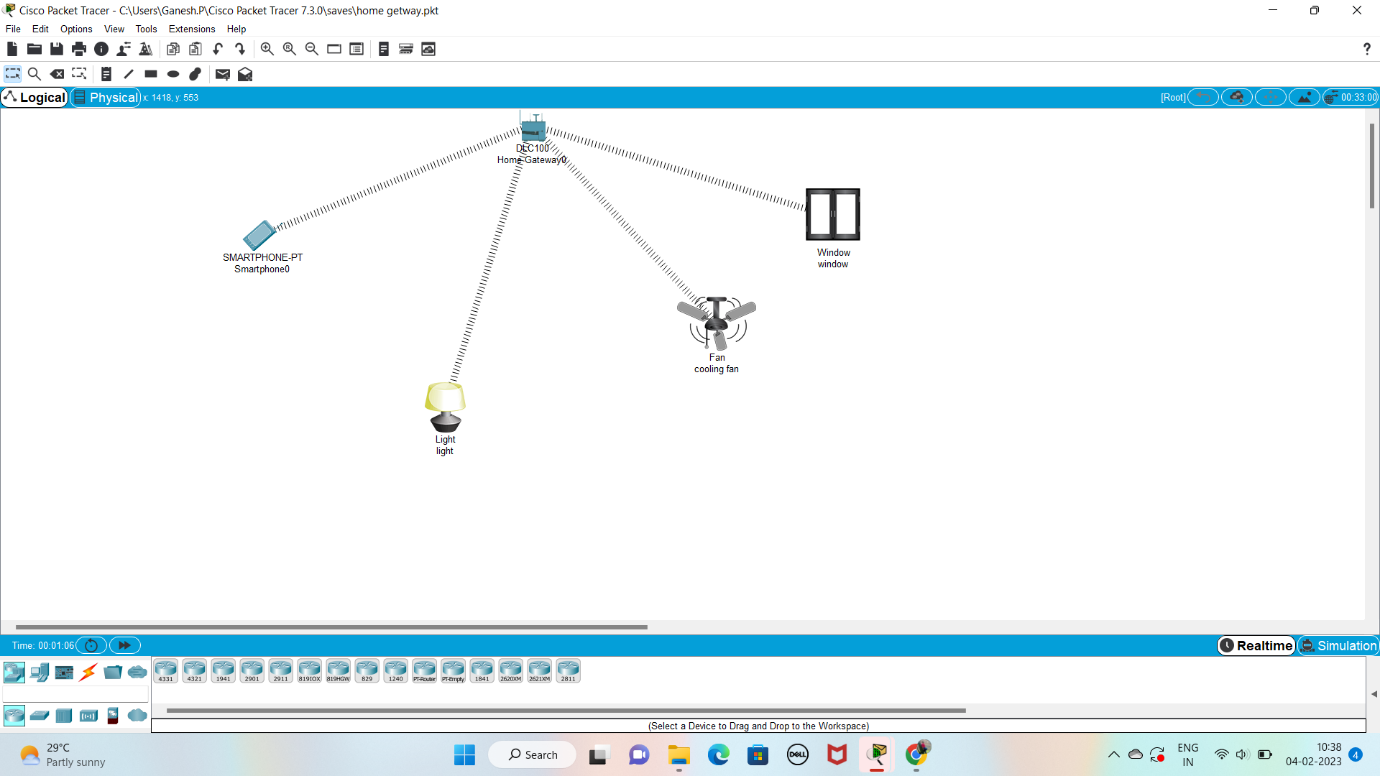 Cisco Packet Tracer - C:\Users\Ganesh.P\Cisco Packet Tracer 7.3.0\saves\home getway.pkt
File Edit Options View Tools Extensions Help
?
Logical Physical x: 1418, y: 553 [Root] 00:33:00
DLC100
Home Gateway0
SMARTPHONE-PT
Smartphone0
Window
window
Fan
cooling fan
Light
light
Time: 00:01:06 Realtime Simulation
4331 4321 1941 2901 2911 819IOX 819HGW 829 1240 PT-Router PT-Empty 1841 2620XM 2621XM 2811
(Select a Device to Drag and Drop to the Workspace)
29°C
Partly sunny
Search
DELL
ENG
IN
10:38
04-02-2023
4